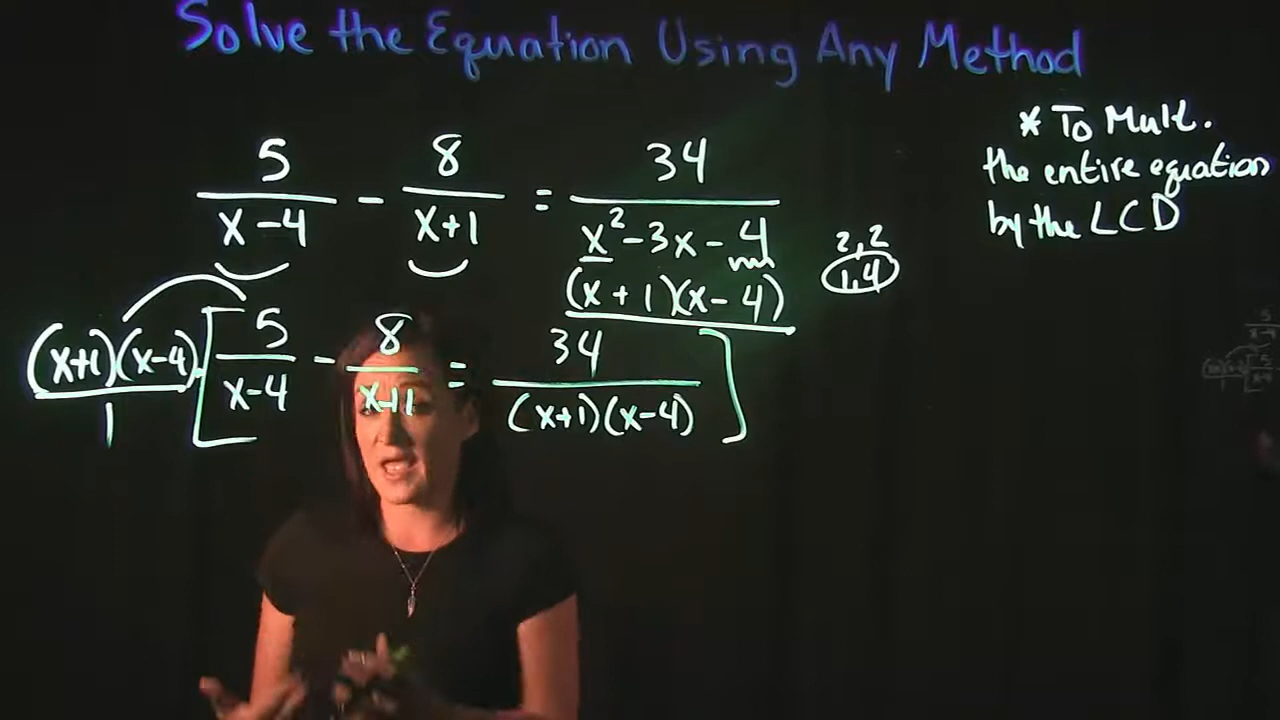 Solve the Equation Using Any Method
* To Mult.
the entire equation
by the LCD
5/(x-4) - 8/(x+1) = 34/(x²-3x-4)
2,2
1,4
(x+1)(x-4)
(x+1)(x-4)/1 · [5/(x-4) - 8/(x+1) = 34/((x+1)(x-4))]